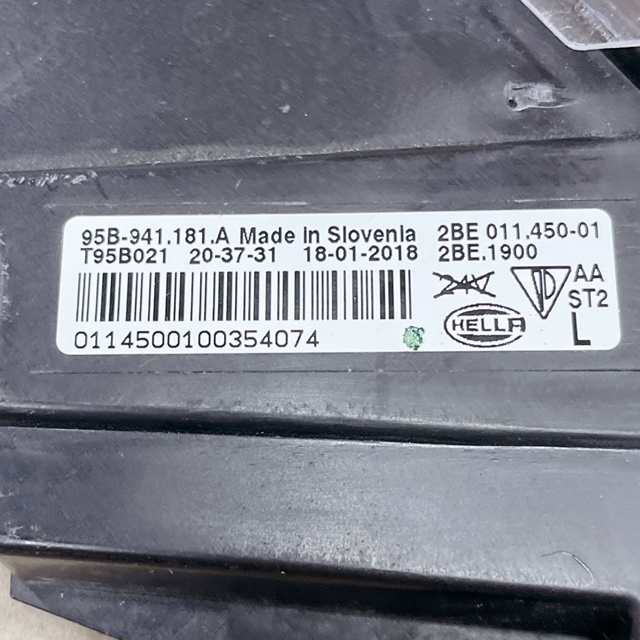 95B-941.181.A Made in Slovenia 2BE 011.450-01
T95B021 20-37-31 18-01-2018 2BE.1900
24V AA
ST2
HELLA L
0114500100354074